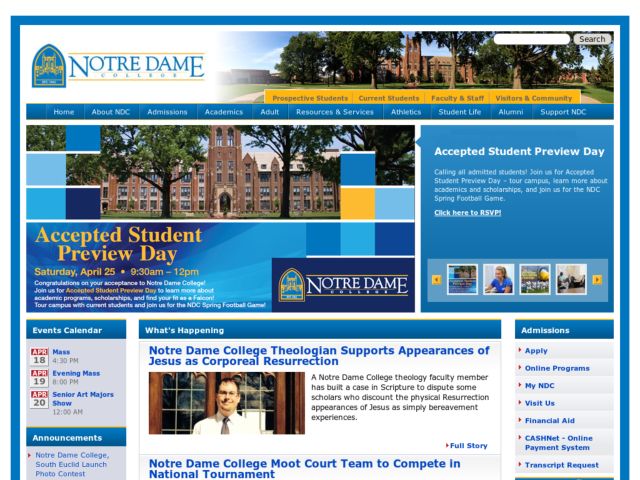 NOTRE DAME
COLLEGE
Search
Prospective Students
Current Students
Faculty & Staff
Visitors & Community
Home
About NDC
Admissions
Academics
Adult
Resources & Services
Athletics
Student Life
Alumni
Support NDC
Accepted Student
Preview Day
Saturday, April 25 • 9:30am – 12pm
Congratulations on your acceptance to Notre Dame College!
Join us for Accepted Student Preview Day to learn more about
academic programs, scholarships, and find your fit as a Falcon!
Tour campus with current students and join us for the NDC Spring Football Game!
NOTRE DAME
COLLEGE
Accepted Student Preview Day
Calling all admitted students! Join us for Accepted
Student Preview Day – tour campus, learn more about
academics and scholarships, and join us for the NDC
Spring Football Game.
Click here to RSVP!
Events Calendar
APR
18
Mass
4:30 PM
APR
19
Evening Mass
8:00 PM
APR
20
Senior Art Majors
Show
12:00 AM
Announcements
Notre Dame College,
South Euclid Launch
Photo Contest
What's Happening
Notre Dame College Theologian Supports Appearances of
Jesus as Corporeal Resurrection
A Notre Dame College theology faculty member
has built a case in Scripture to dispute some
scholars who discount the physical Resurrection
appearances of Jesus as simply bereavement
experiences.
Full Story
Notre Dame College Moot Court Team to Compete in
National Tournament
Admissions
Apply
Online Programs
My NDC
Visit Us
Financial Aid
CASHNet - Online
Payment System
Transcript Request